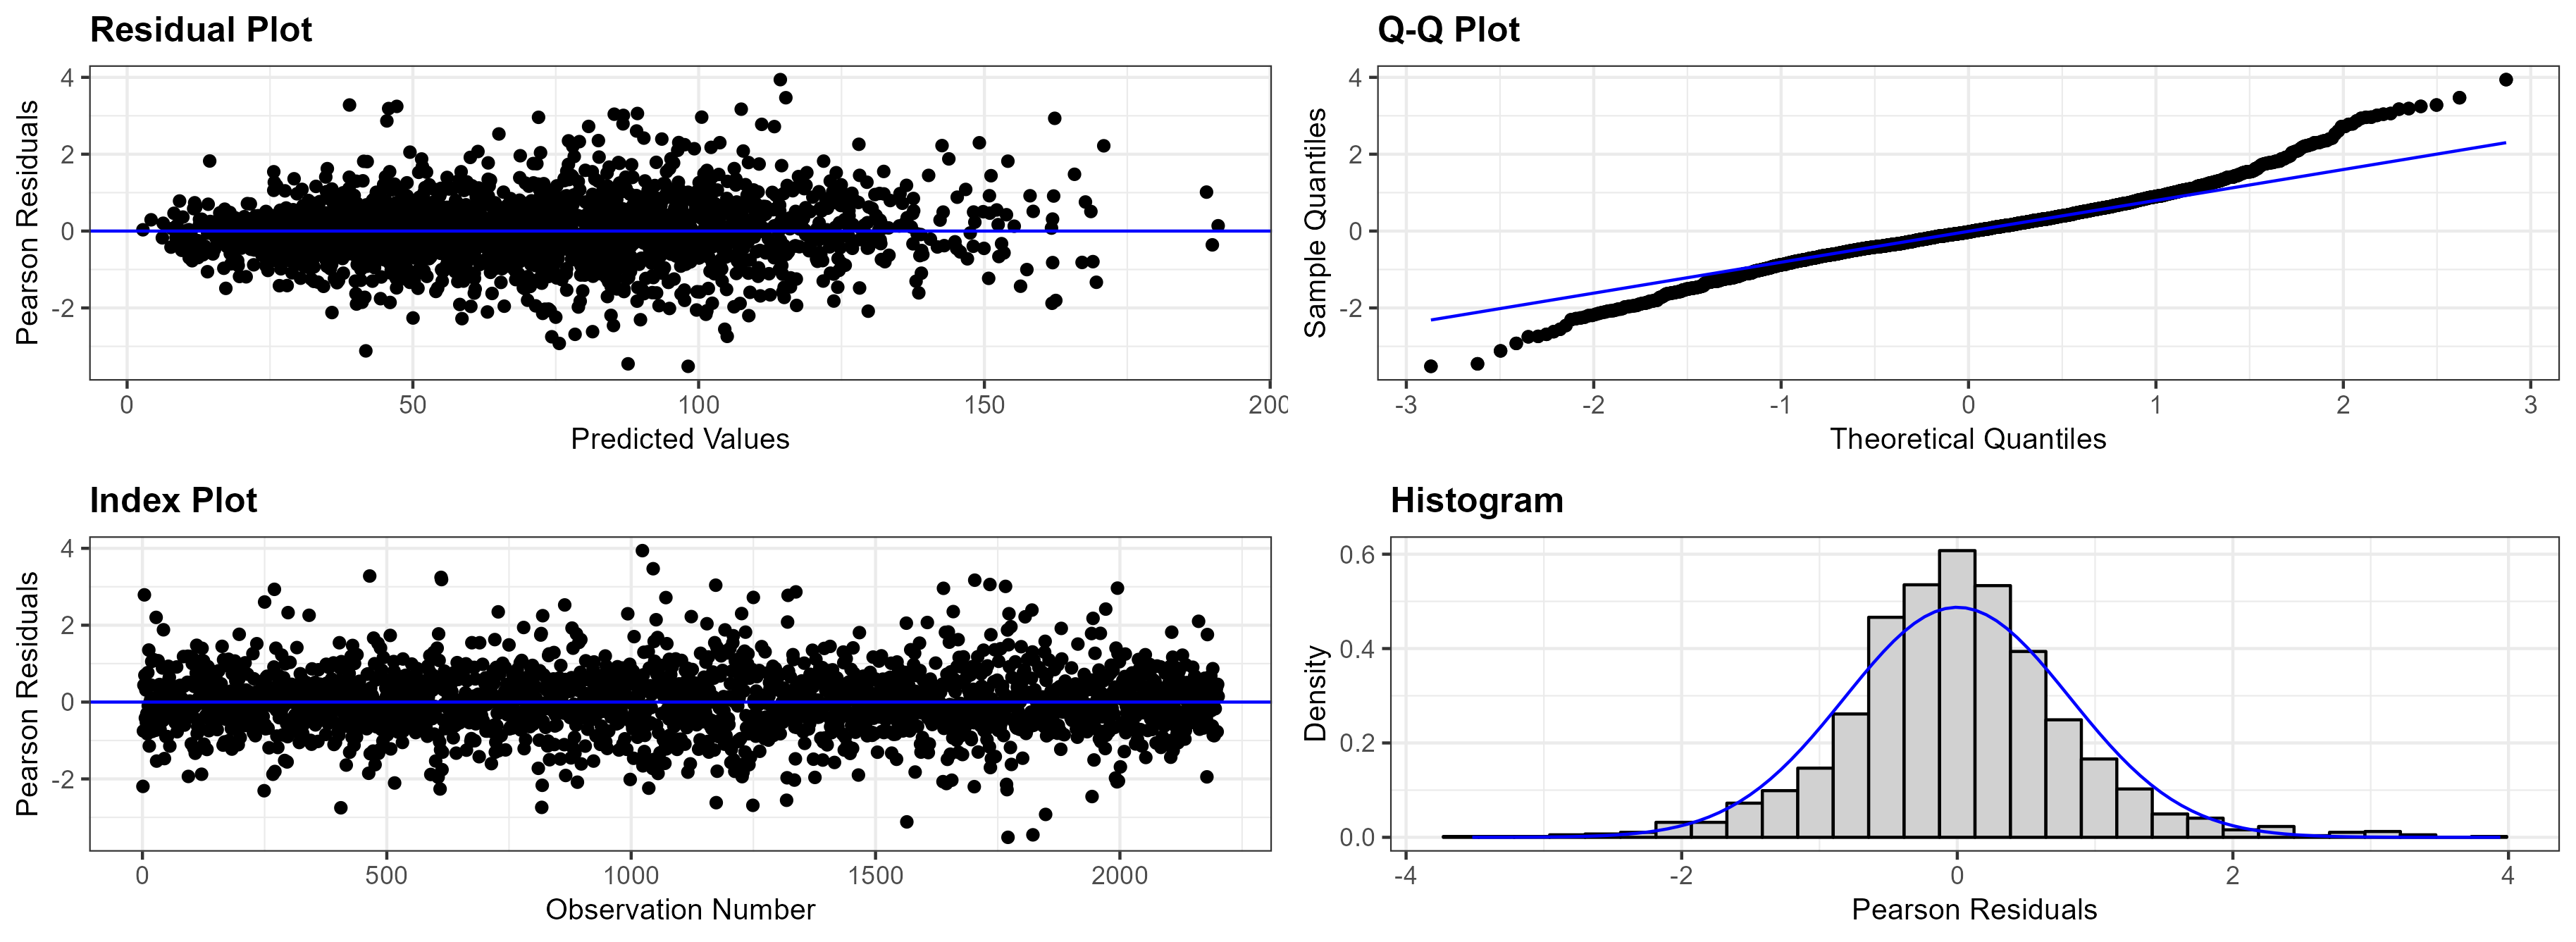 Residual Plot
Pearson Residuals
4
2
0
-2
0 50 100 150 200
Predicted Values
Q-Q Plot
Sample Quantiles
4
2
0
-2
-3 -2 -1 0 1 2 3
Theoretical Quantiles
Index Plot
Pearson Residuals
4
2
0
-2
0 500 1000 1500 2000
Observation Number
Histogram
Density
0.6
0.4
0.2
0.0
-4 -2 0 2 4
Pearson Residuals